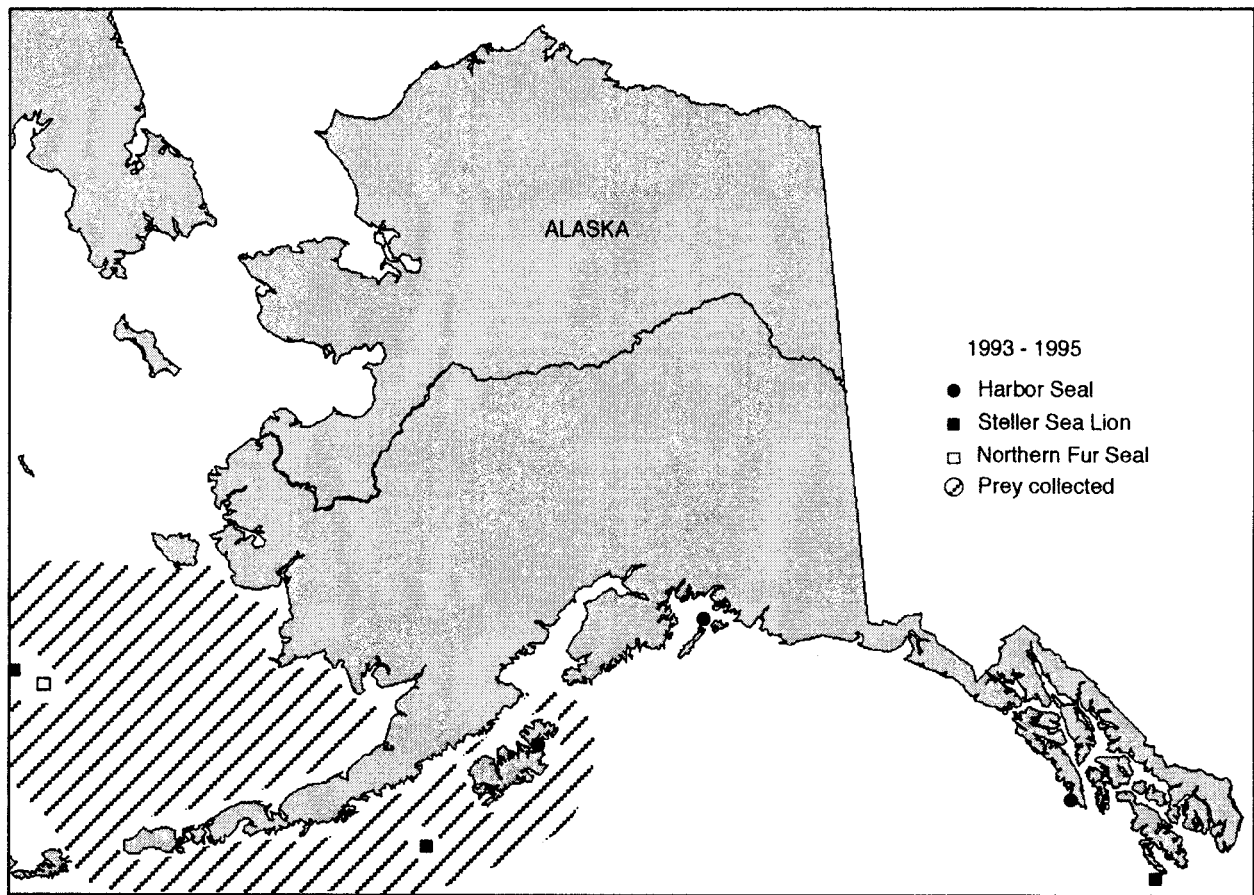 ALASKA
1993 - 1995
Harbor Seal
Steller Sea Lion
Northern Fur Seal
Prey collected